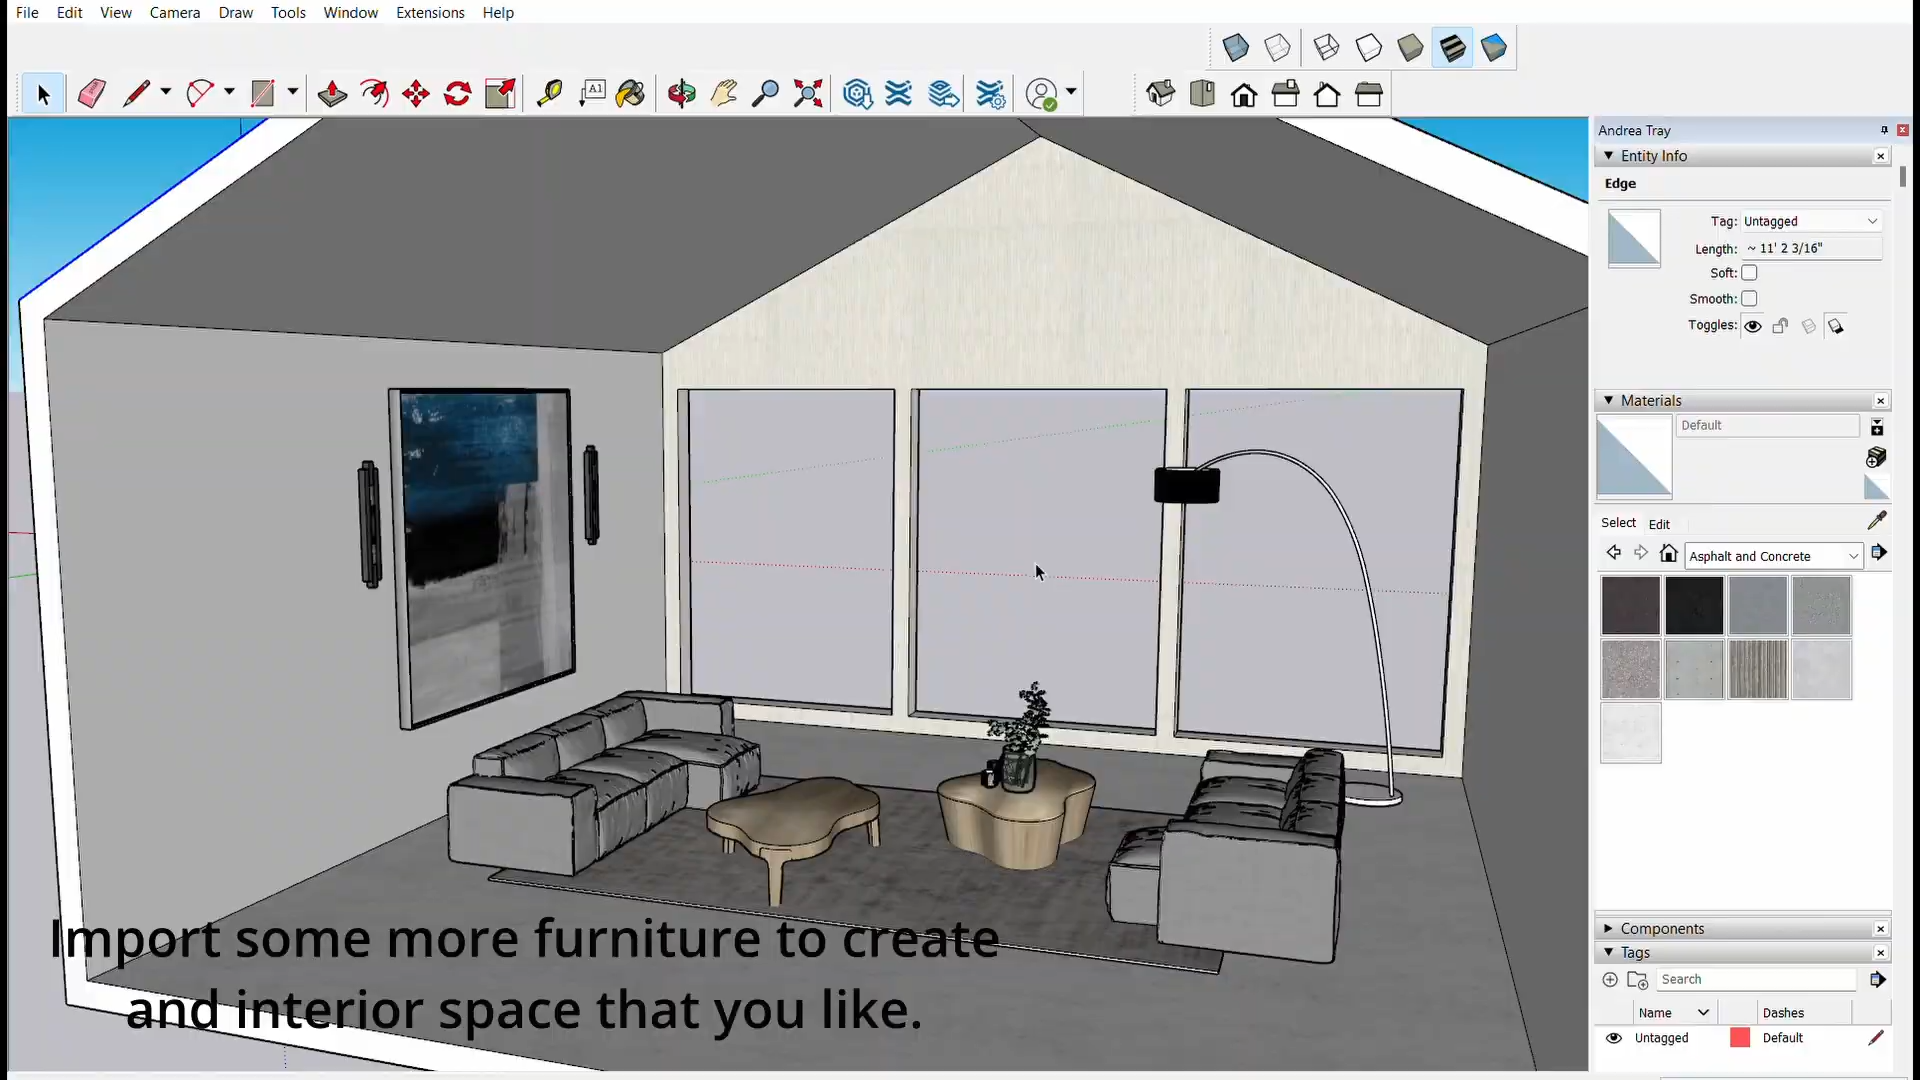 File Edit View Camera Draw Tools Window Extensions Help
A1
Andrea Tray
Entity Info
Edge
Tag: Untagged
Length: ~ 11' 2 3/16"
Soft:
Smooth:
Toggles:
Materials
Default
Select Edit
Asphalt and Concrete
Components
Tags
Search
Name Dashes
Untagged Default
Import some more furniture to create
and interior space that you like.